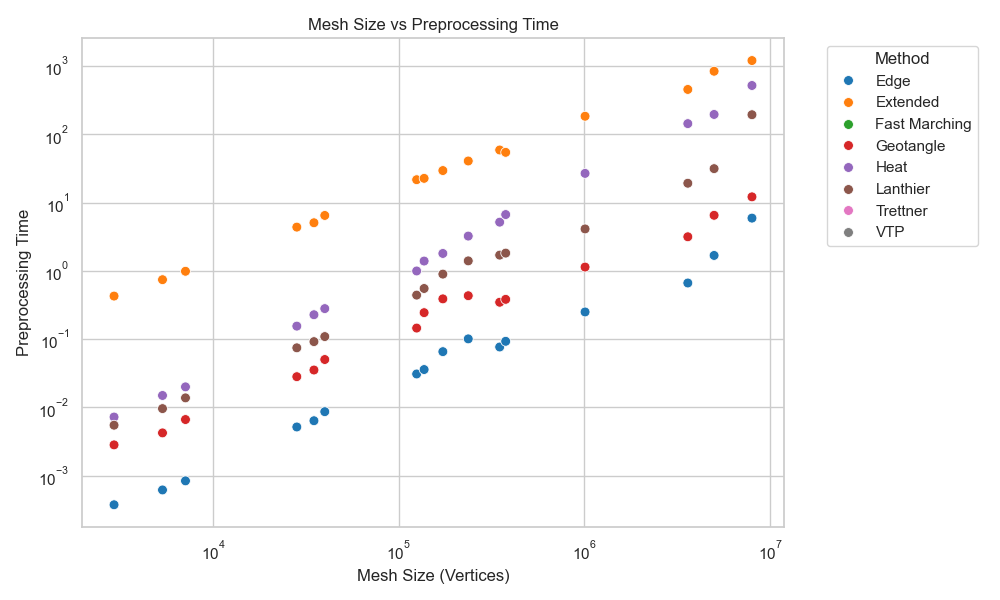 Mesh Size vs Preprocessing Time
Preprocessing Time
10³
10²
10¹
10⁰
10⁻¹
10⁻²
10⁻³
10⁴
10⁵
10⁶
10⁷
Mesh Size (Vertices)
Method
Edge
Extended
Fast Marching
Geotangle
Heat
Lanthier
Trettner
VTP